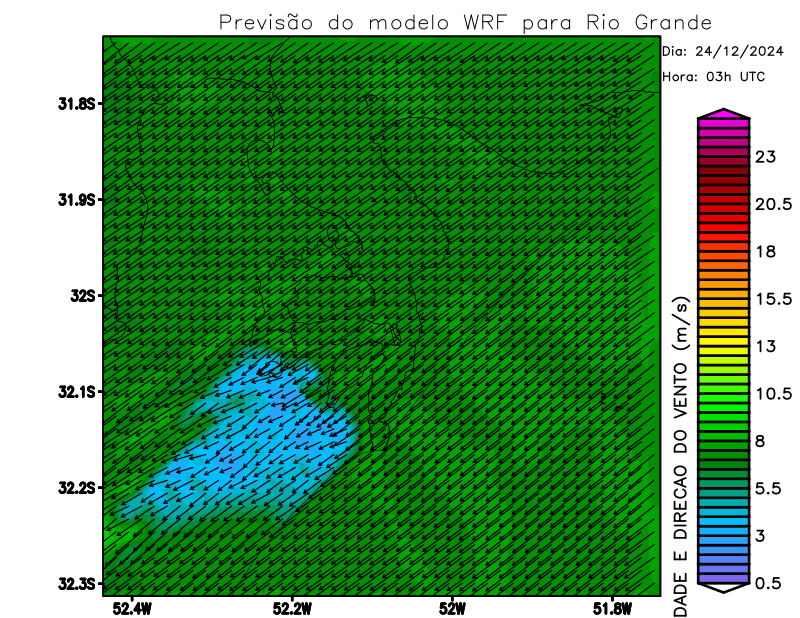 Previsão do modelo WRF para Rio Grande
Dia: 24/12/2024
Hora: 03h UTC
31.8S
31.9S
32S
32.1S
32.2S
32.3S
52.4W
52.2W
52W
51.8W
23
20.5
18
15.5
13
10.5
8
5.5
3
0.5
DADE E DIRECAO DO VENTO (m/s)